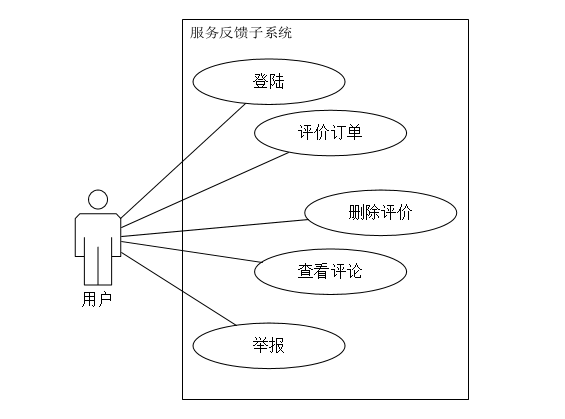 服务反馈子系统
登陆
评价订单
删除评价
查看评论
用户
举报